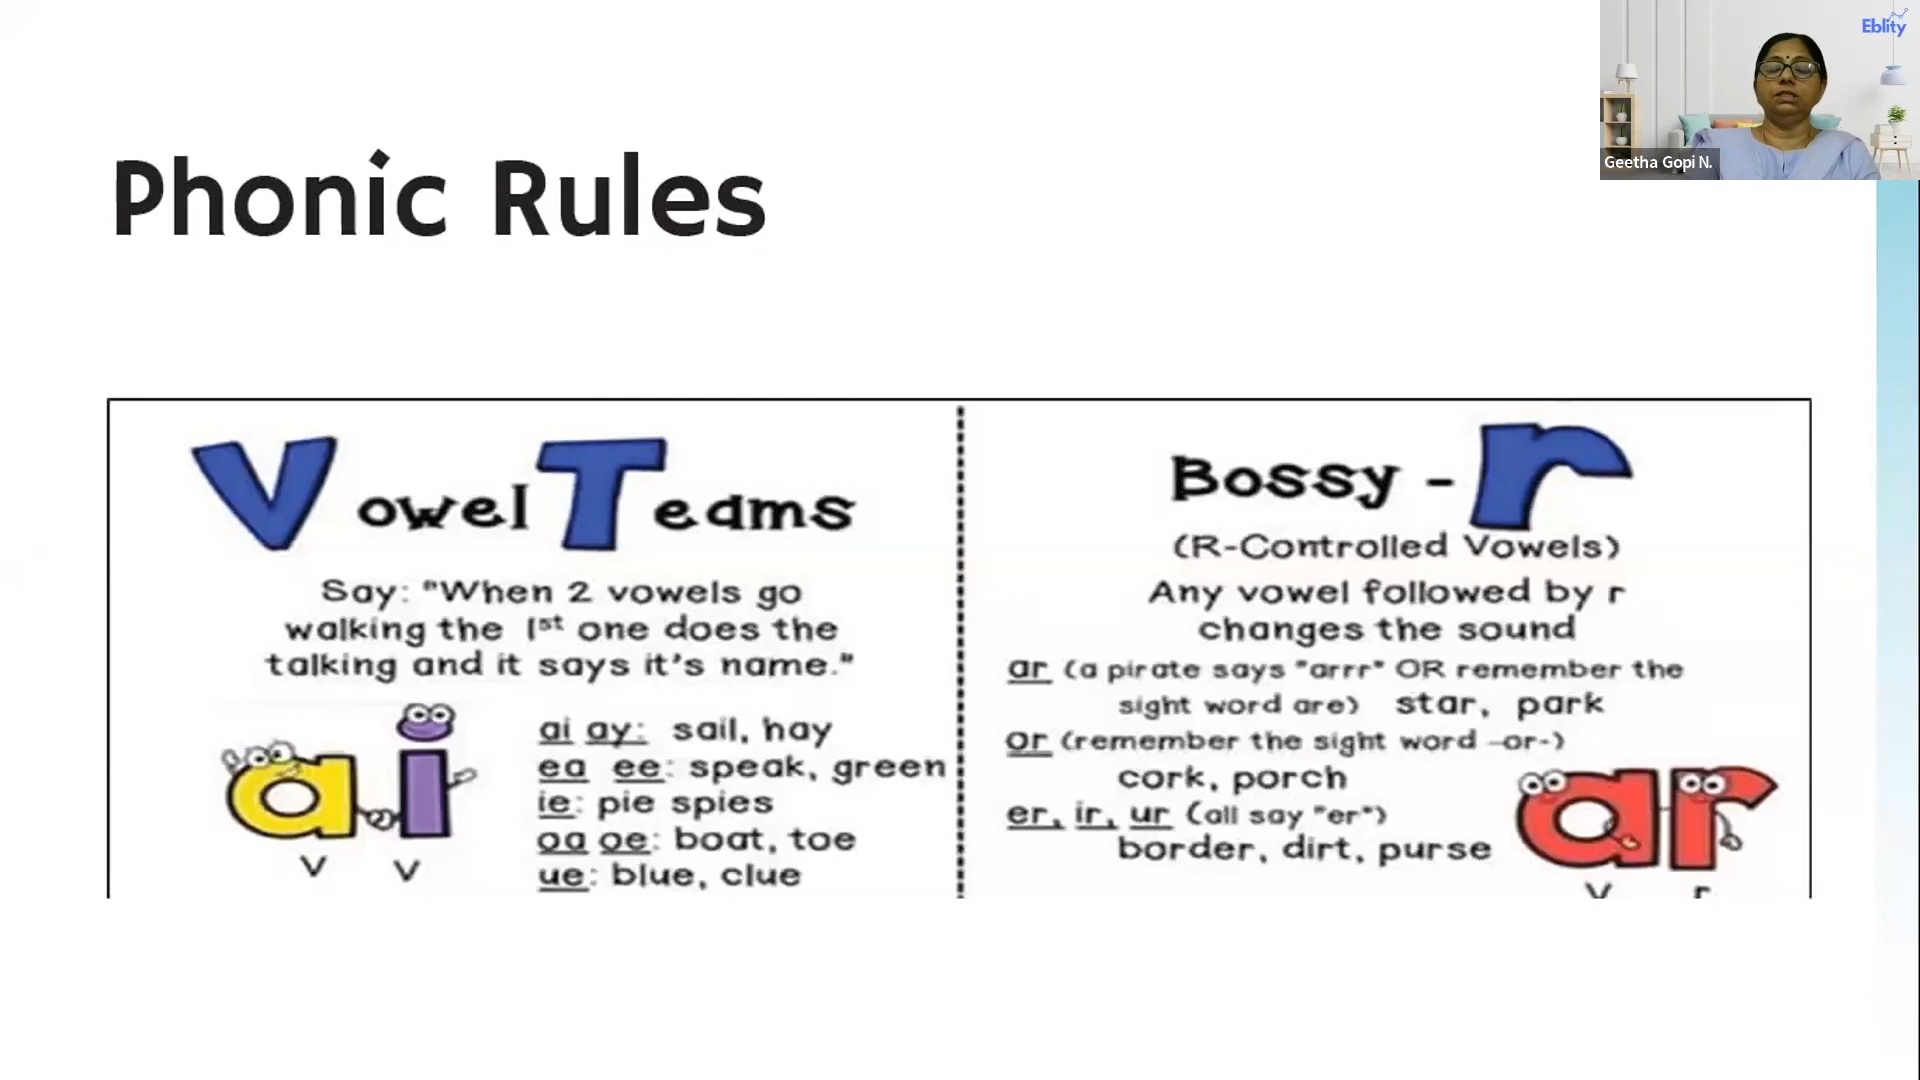 Eblity
Geetha Gopi N.
Phonic Rules
Vowel Teams
Say: "When 2 vowels go
walking the 1st one does the
talking and it says it's name."
ai ay: sail, hay
ea ee: speak, green
ie: pie spies
oa oe: boat, toe
ue: blue, clue
ai
v v
Bossy - r
(R-Controlled Vowels)
Any vowel followed by r
changes the sound
ar (a pirate says "arrr" OR remember the
sight word are) star, park
or (remember the sight word -or-)
cork, porch
er, ir, ur (all say "er")
border, dirt, purse
ar
v r